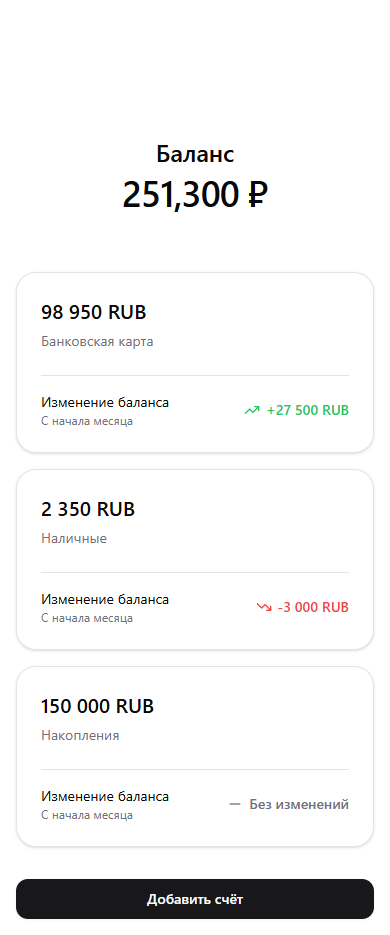 Баланс
251,300 ₽
98 950 RUB
Банковская карта
Изменение баланса
С начала месяца
+27 500 RUB
2 350 RUB
Наличные
Изменение баланса
С начала месяца
-3 000 RUB
150 000 RUB
Накопления
Изменение баланса
С начала месяца
Без изменений
Добавить счёт